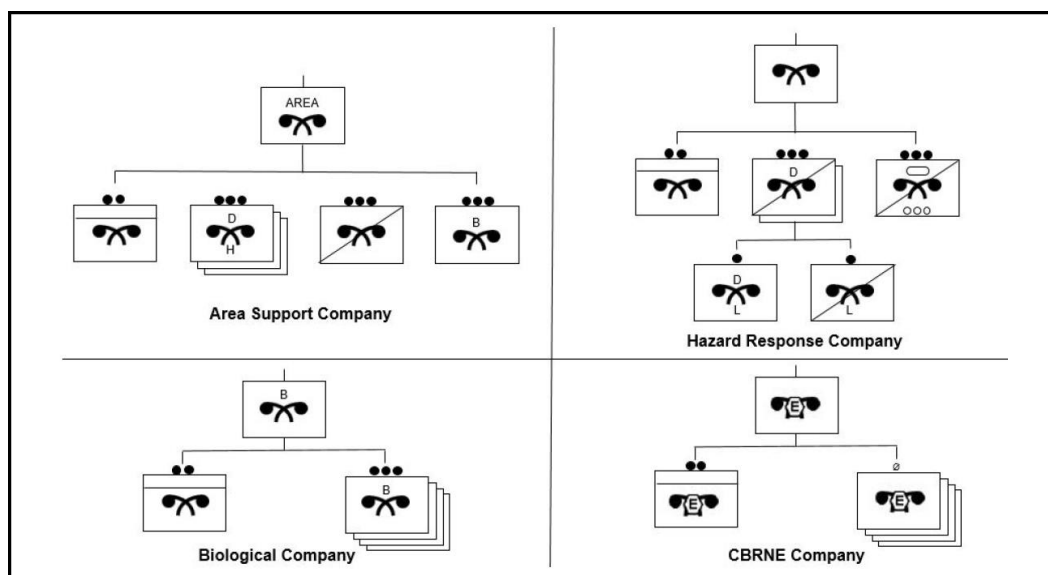 AREA
D
H
B
Area Support Company
D
D
L
L
Hazard Response Company
B
B
Biological Company
E
E
E
∅
CBRNE Company